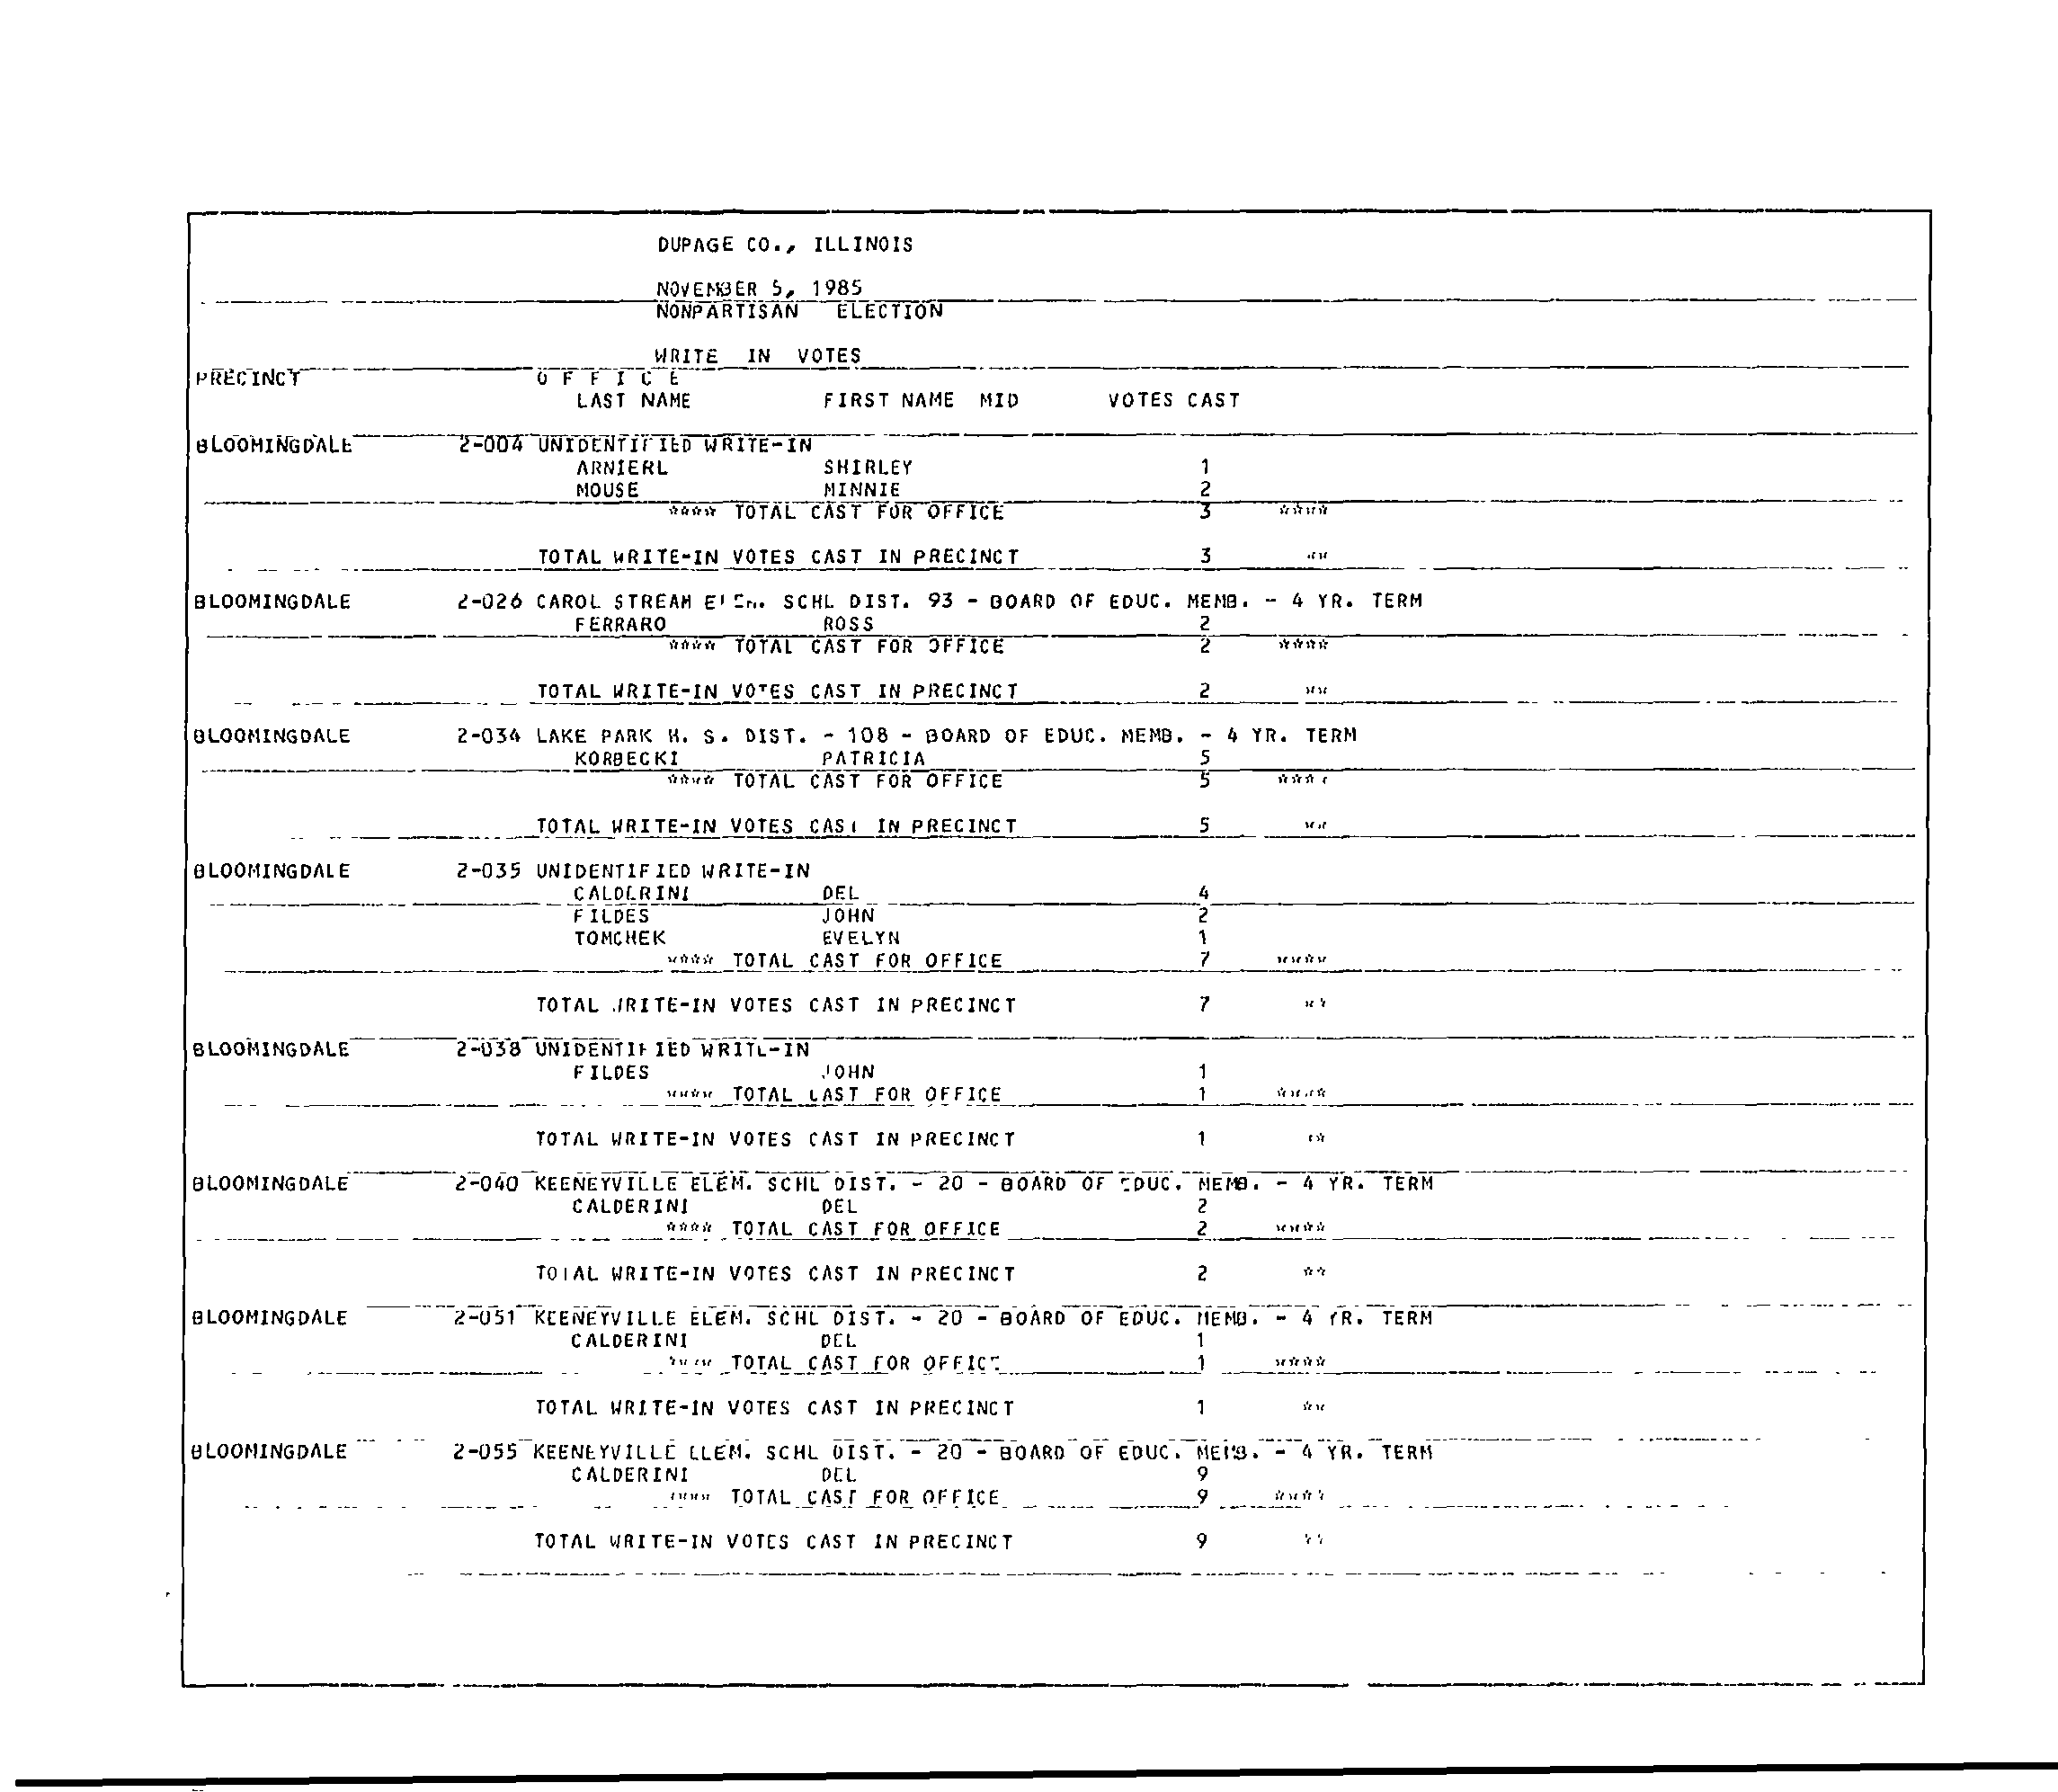 DUPAGE CO., ILLINOIS
NOVEMBER 5, 1985
NONPARTISAN ELECTION
WRITE IN VOTES
PRECINCT O F F I C E
LAST NAME FIRST NAME MID VOTES CAST
BLOOMINGDALE 2-004 UNIDENTIFIED WRITE-IN
ARNIERL SHIRLEY 1
MOUSE MINNIE 2
**** TOTAL CAST FOR OFFICE 3 ****
TOTAL WRITE-IN VOTES CAST IN PRECINCT 3 **
BLOOMINGDALE 2-026 CAROL STREAM SCHL DIST. 93 - BOARD OF EDUC. MEMB. - 4 YR. TERM
FERRARO ROSS 2
**** TOTAL CAST FOR OFFICE 2 ****
TOTAL WRITE-IN VOTES CAST IN PRECINCT 2 **
BLOOMINGDALE 2-034 LAKE PARK H. S. DIST. - 108 - BOARD OF EDUC. MEMB. - 4 YR. TERM
KORBECKI PATRICIA 5
**** TOTAL CAST FOR OFFICE 5 ****
TOTAL WRITE-IN VOTES CAST IN PRECINCT 5 **
BLOOMINGDALE 2-035 UNIDENTIFIED WRITE-IN
CALDERINI DEL 4
FILDES JOHN 2
TOMCHEK EVELYN 1
**** TOTAL CAST FOR OFFICE 7 ****
TOTAL WRITE-IN VOTES CAST IN PRECINCT 7 **
BLOOMINGDALE 2-038 UNIDENTIFIED WRITE-IN
FILDES JOHN 1
**** TOTAL CAST FOR OFFICE 1 ****
TOTAL WRITE-IN VOTES CAST IN PRECINCT 1 **
BLOOMINGDALE 2-040 KEENEYVILLE ELEM. SCHL DIST. - 20 - BOARD OF EDUC. MEMB. - 4 YR. TERM
CALDERINI DEL 2
**** TOTAL CAST FOR OFFICE 2 ****
TOTAL WRITE-IN VOTES CAST IN PRECINCT 2 **
BLOOMINGDALE 2-051 KEENEYVILLE ELEM. SCHL DIST. - 20 - BOARD OF EDUC. MEMB. - 4 YR. TERM
CALDERINI DEL 1
**** TOTAL CAST FOR OFFICE 1 ****
TOTAL WRITE-IN VOTES CAST IN PRECINCT 1 **
BLOOMINGDALE 2-055 KEENEYVILLE ELEM. SCHL DIST. - 20 - BOARD OF EDUC. MEMB. - 4 YR. TERM
CALDERINI DEL 9
**** TOTAL CAST FOR OFFICE 9 ****
TOTAL WRITE-IN VOTES CAST IN PRECINCT 9 **